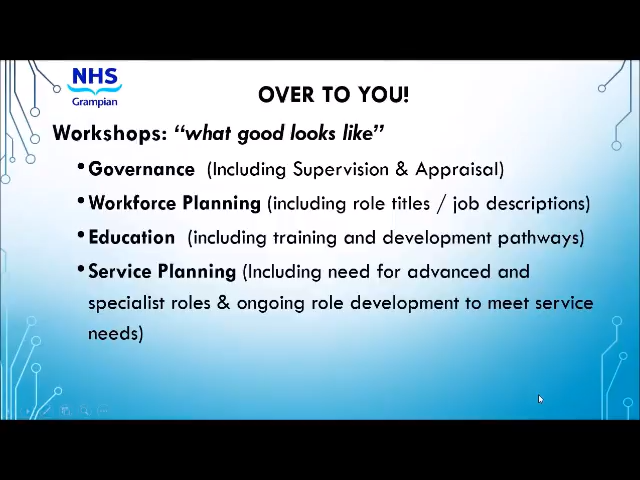 NHS
Grampian
OVER TO YOU!
Workshops: “what good looks like”
• Governance (Including Supervision & Appraisal)
• Workforce Planning (including role titles / job descriptions)
• Education (including training and development pathways)
• Service Planning (Including need for advanced and
specialist roles & ongoing role development to meet service
needs)